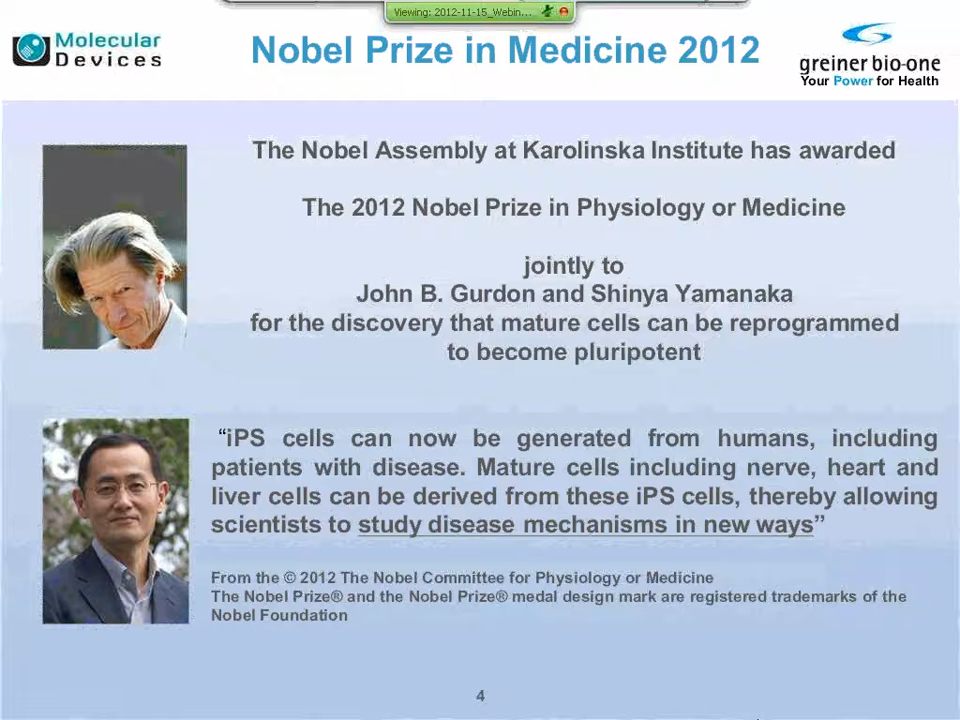 Viewing: 2012-11-15_Webin...
Molecular
Devices
Nobel Prize in Medicine 2012
greiner bio-one
Your Power for Health
The Nobel Assembly at Karolinska Institute has awarded
The 2012 Nobel Prize in Physiology or Medicine
jointly to
John B. Gurdon and Shinya Yamanaka
for the discovery that mature cells can be reprogrammed
to become pluripotent
“iPS cells can now be generated from humans, including
patients with disease. Mature cells including nerve, heart and
liver cells can be derived from these iPS cells, thereby allowing
scientists to study disease mechanisms in new ways”
From the © 2012 The Nobel Committee for Physiology or Medicine
The Nobel Prize® and the Nobel Prize® medal design mark are registered trademarks of the
Nobel Foundation
4